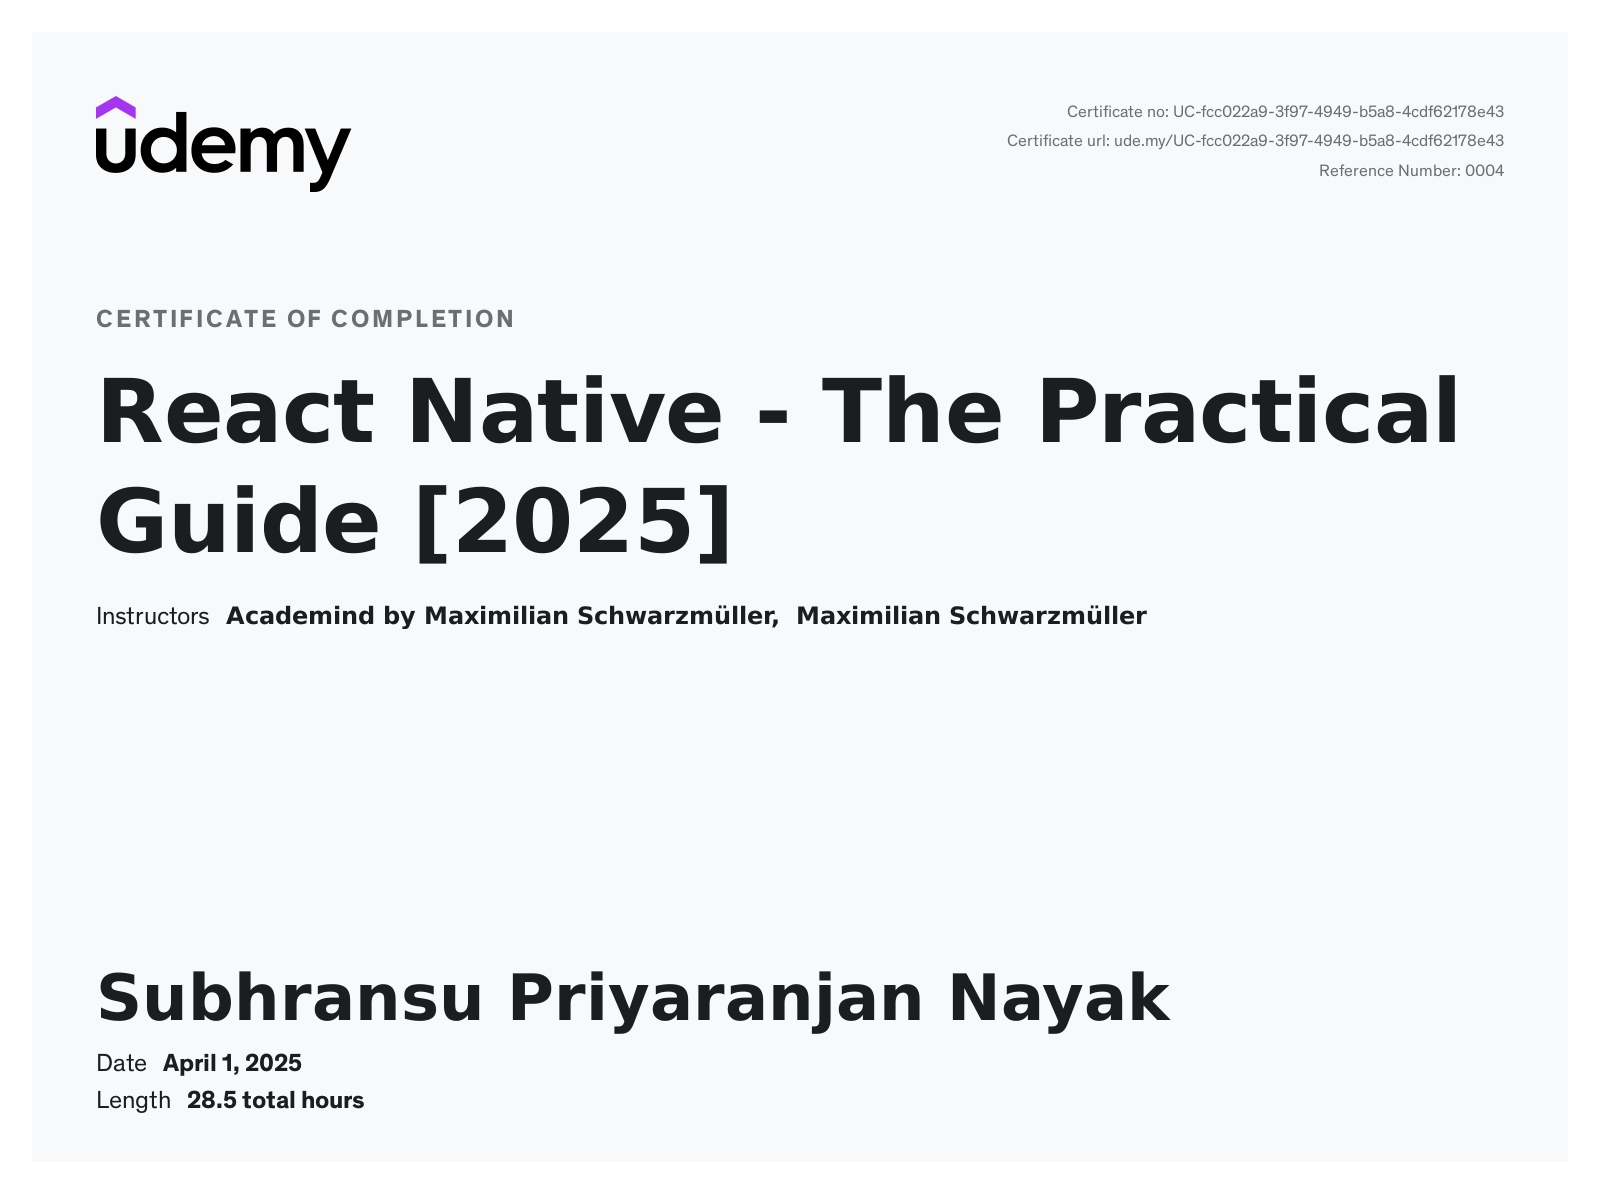 udemy
Certificate no: UC-fcc022a9-3f97-4949-b5a8-4cdf62178e43
Certificate url: ude.my/UC-fcc022a9-3f97-4949-b5a8-4cdf62178e43
Reference Number: 0004
CERTIFICATE OF COMPLETION
React Native - The Practical
Guide [2025]
Instructors Academind by Maximilian Schwarzmüller, Maximilian Schwarzmüller
Subhransu Priyaranjan Nayak
Date April 1, 2025
Length 28.5 total hours